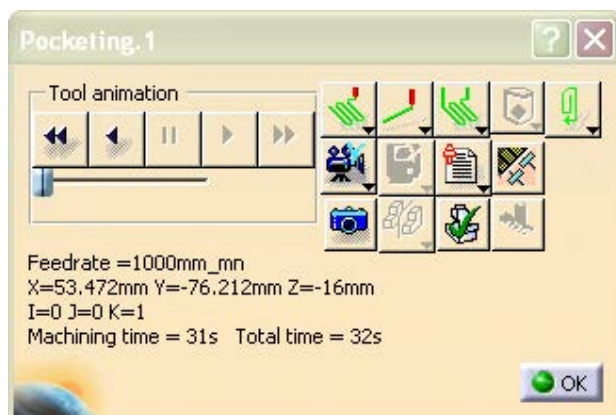 Pocketing.1
Tool animation
Feedrate =1000mm_mn
X=53.472mm Y=-76.212mm Z=-16mm
I=0 J=0 K=1
Machining time = 31s Total time = 32s
OK